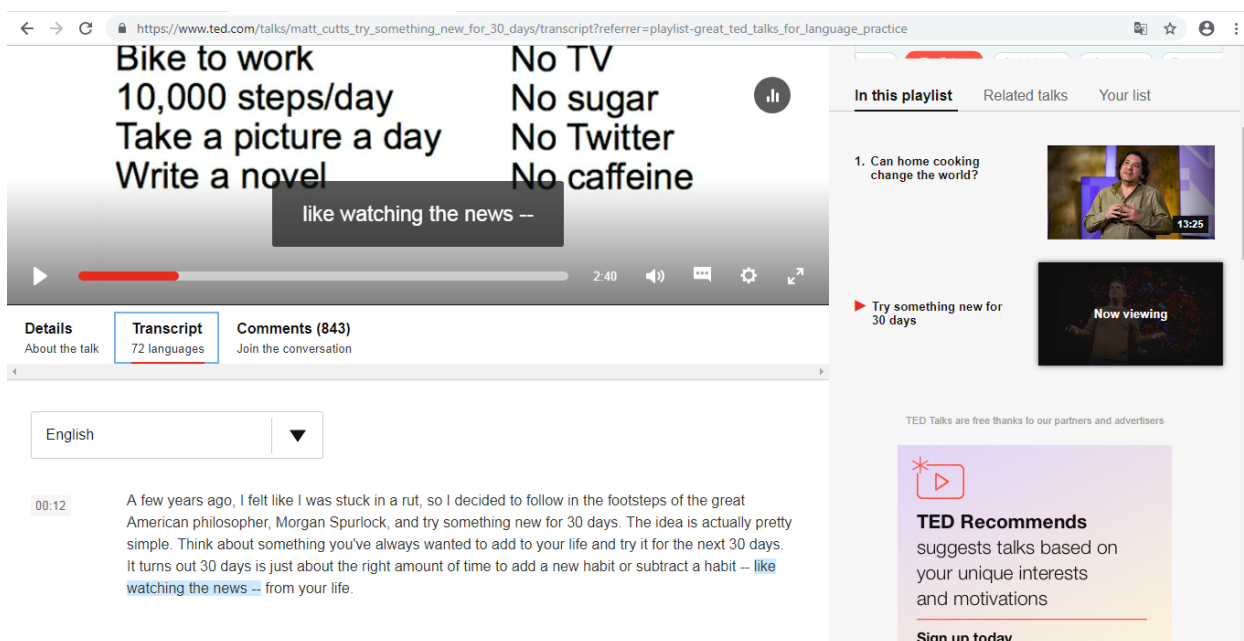 https://www.ted.com/talks/matt_cutts_try_something_new_for_30_days/transcript?referrer=playlist-great_ted_talks_for_language_practice
Bike to work
10,000 steps/day
Take a picture a day
Write a novel
No TV
No sugar
No Twitter
No caffeine
like watching the news --
2:40
Details
About the talk
Transcript
72 languages
Comments (843)
Join the conversation
English
00:12
A few years ago, I felt like I was stuck in a rut, so I decided to follow in the footsteps of the great
American philosopher, Morgan Spurlock, and try something new for 30 days. The idea is actually pretty
simple. Think about something you've always wanted to add to your life and try it for the next 30 days.
It turns out 30 days is just about the right amount of time to add a new habit or subtract a habit -- like
watching the news -- from your life.
In this playlist
Related talks
Your list
1. Can home cooking
change the world?
13:25
Try something new for
30 days
Now viewing
TED Talks are free thanks to our partners and advertisers
TED Recommends
suggests talks based on
your unique interests
and motivations
Sign up today